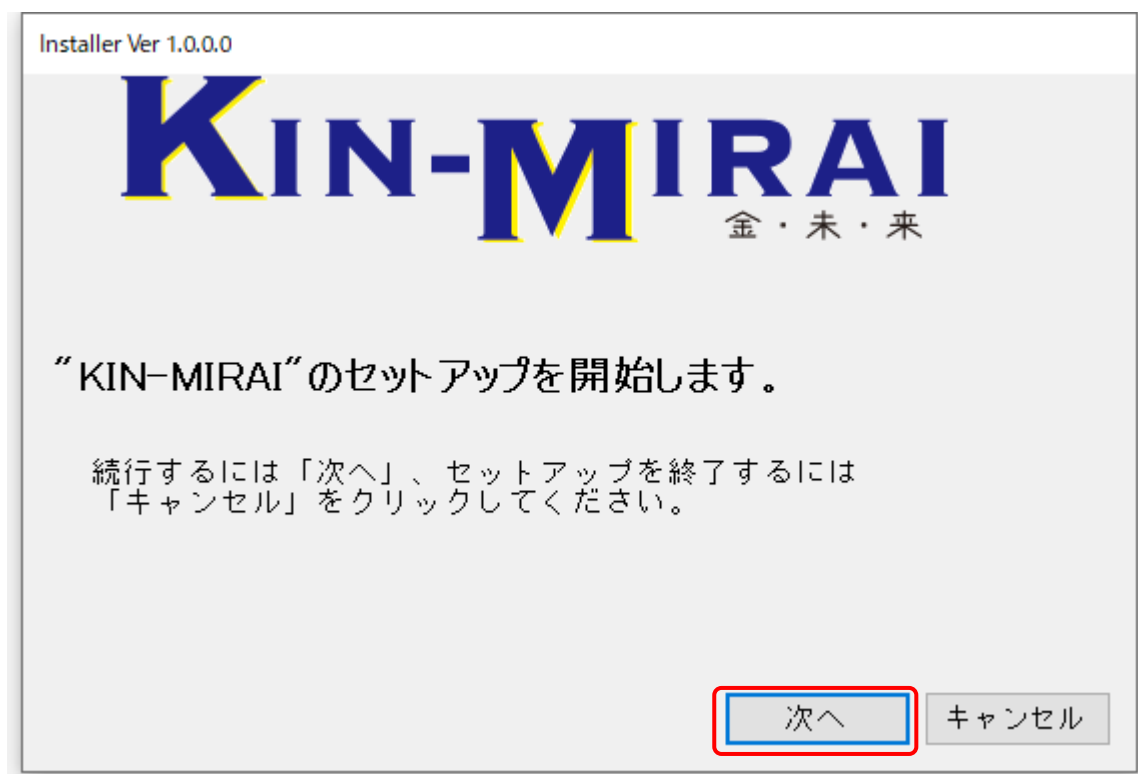 Installer Ver 1.0.0.0
KIN-MIRAI
金・未・来
"KIN-MIRAI"のセットアップを開始します。
続行するには「次へ」、セットアップを終了するには
「キャンセル」をクリックしてください。
次へ
キャンセル